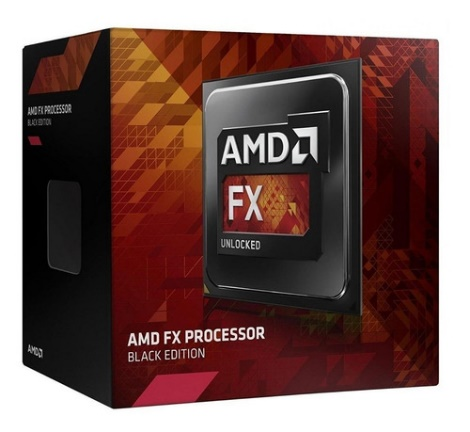 AMD FX PROCESSOR
BLACK EDITION
AMD
AMD
FX
UNLOCKED
AMD FX PROCESSOR
BLACK EDITION